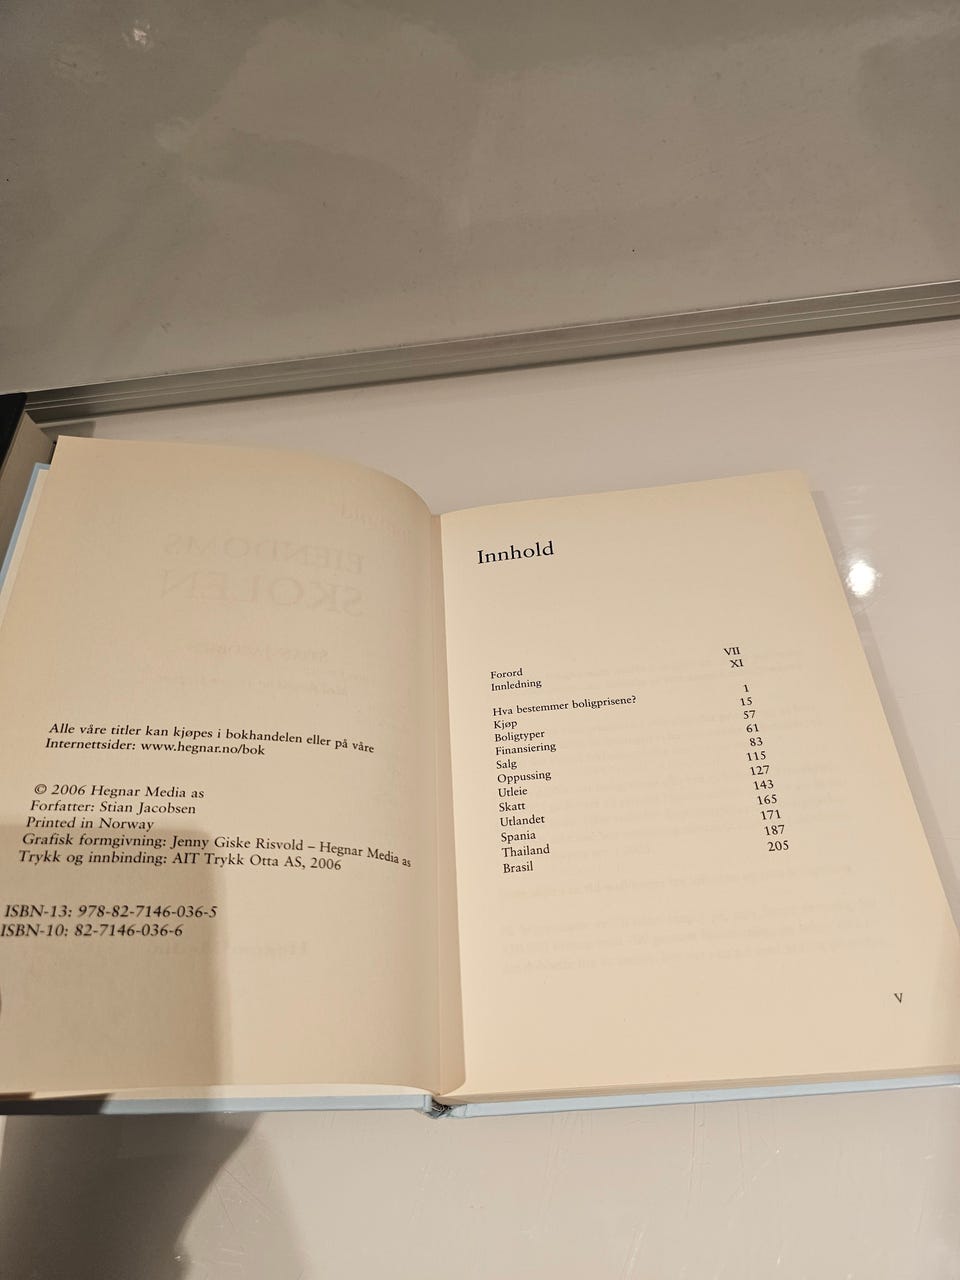 Alle våre titler kan kjøpes i bokhandelen eller på våre
Internettsider: www.hegnar.no/bok
© 2006 Hegnar Media as
Forfatter: Stian Jacobsen
Printed in Norway
Grafisk formgivning: Jenny Giske Risvold – Hegnar Media as
Trykk og innbinding: AIT Trykk Otta AS, 2006
ISBN-13: 978-82-7146-036-5
ISBN-10: 82-7146-036-6
Innhold
Forord VII
Innledning XI
Hva bestemmer boligprisene? 1
Kjøp 15
Boligtyper 57
Finansiering 61
Salg 83
Oppussing 115
Utleie 127
Skatt 143
Utlandet 165
Spania 171
Thailand 187
Brasil 205
V